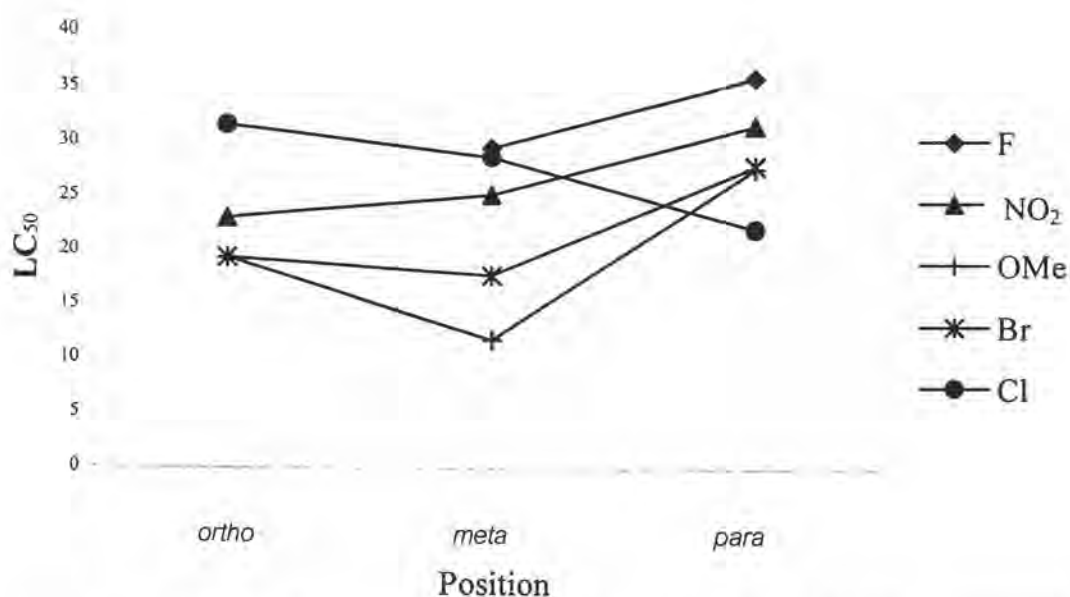 40
35
30
25
20
15
10
5
0
LC₅₀
ortho meta para
Position
F
NO₂
OMe
Br
Cl